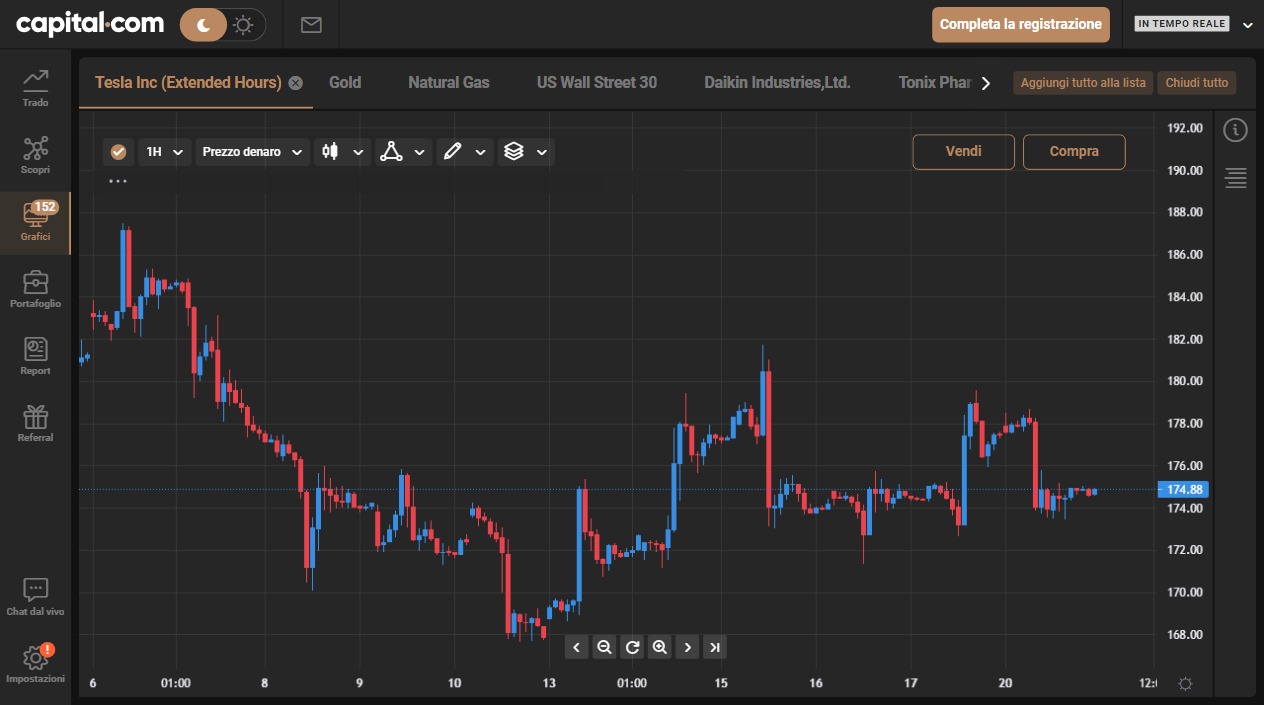 capital.com
Completa la registrazione
IN TEMPO REALE
Trado
Scopri
152
Grafici
Portafoglio
Report
Referral
Chat dal vivo
!
Impostazioni
Tesla Inc (Extended Hours)
Gold
Natural Gas
US Wall Street 30
Daikin Industries,Ltd.
Tonix Phar
Aggiungi tutto alla lista
Chiudi tutto
1H
Prezzo denaro
Vendi
Compra
192.00
190.00
188.00
186.00
184.00
182.00
180.00
178.00
176.00
174.88
174.00
172.00
170.00
168.00
6
01:00
8
9
10
13
01:00
15
16
17
20